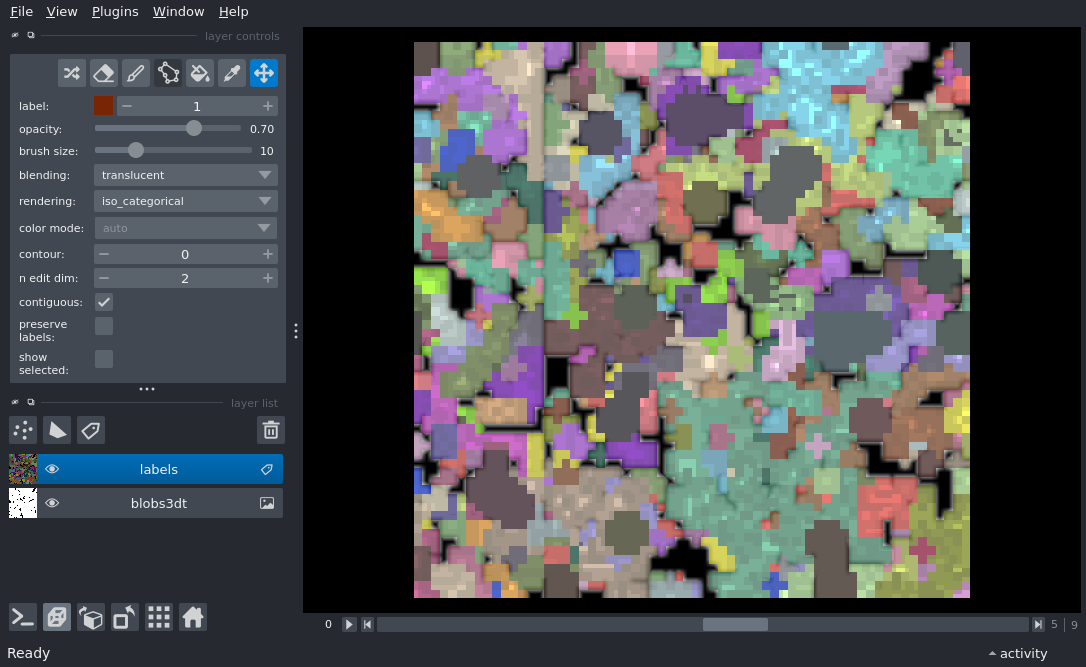 File View Plugins Window Help
layer controls
label: 1
opacity: 0.70
brush size: 10
blending: translucent
rendering: iso_categorical
color mode: auto
contour: 0
n edit dim: 2
contiguous:
preserve
labels:
show
selected:
layer list
labels
blobs3dt
0 5 | 9
Ready activity